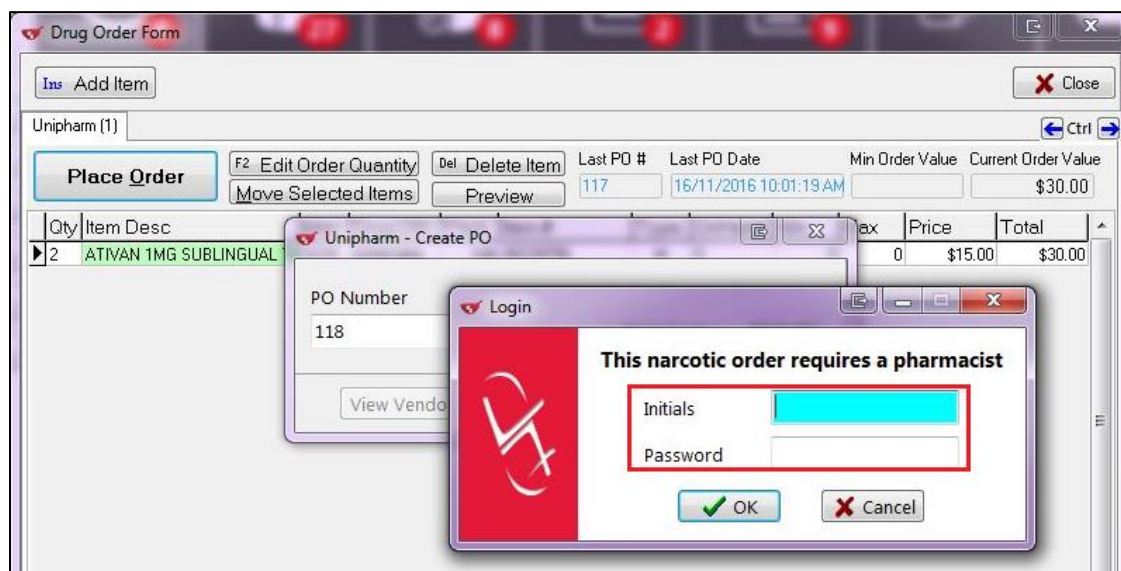 Drug Order Form
Ins Add Item
Close
Unipharm (1)
Ctrl
Place Order
F2 Edit Order Quantity
Del Delete Item
Last PO #
Last PO Date
Min Order Value
Current Order Value
Move Selected Items
Preview
117
16/11/2016 10:01:19 AM
$30.00
Qty Item Desc
Price Total
2 ATIVAN 1MG SUBLINGUAL
0 $15.00 $30.00
Unipharm - Create PO
PO Number
118
View Vendo
Login
This narcotic order requires a pharmacist
Initials
Password
OK
Cancel